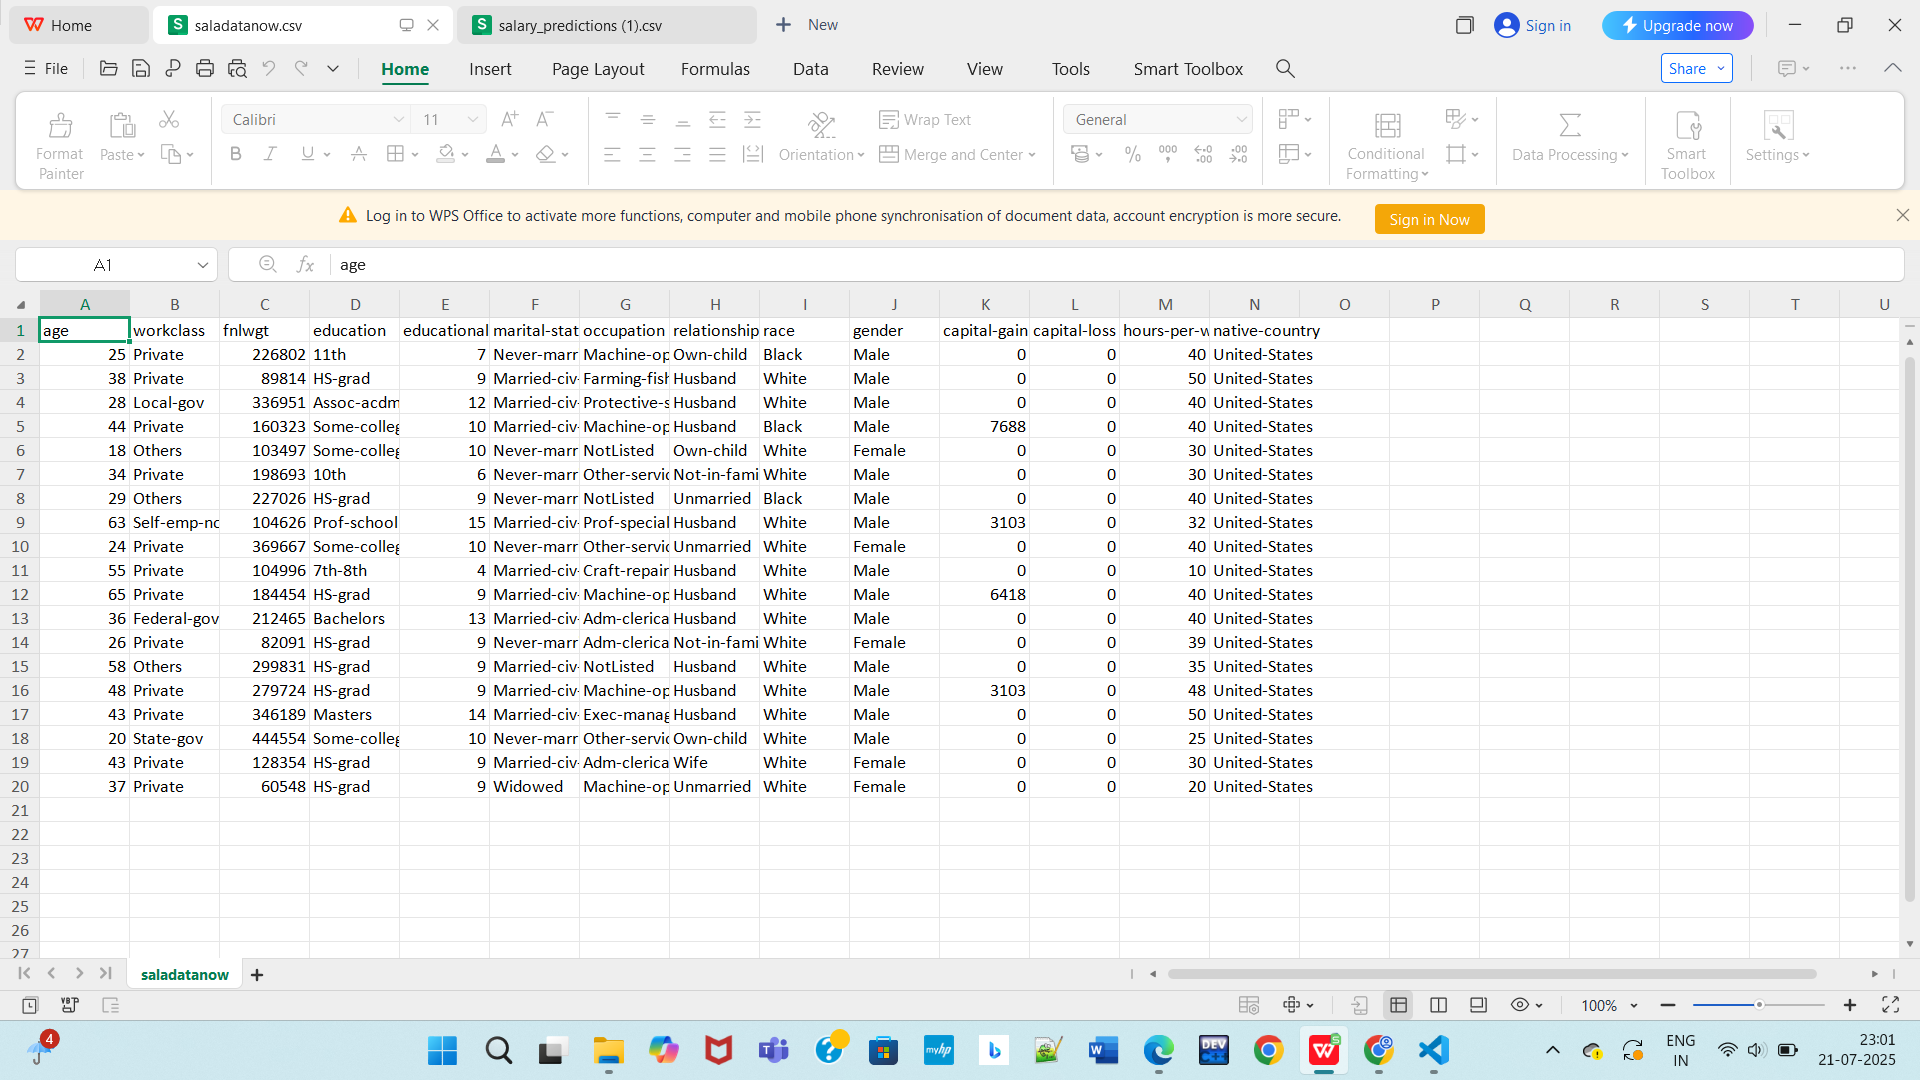 Home saladatanow.csv salary_predictions (1).csv New Sign in Upgrade now
File Home Insert Page Layout Formulas Data Review View Tools Smart Toolbox Share
Calibri 11 A+ A- Wrap Text General
Format Painter Paste B I U A Orientation Merge and Center % Conditional Formatting Data Processing Smart Toolbox Settings
Log in to WPS Office to activate more functions, computer and mobile phone synchronisation of document data, account encryption is more secure. Sign in Now
A1 fx age
A B C D E F G H I J K L M N O P Q R S T U
1 age workclass fnlwgt education educational marital-stat occupation relationship race gender capital-gain capital-loss hours-per-w native-country
2 25 Private 226802 11th 7 Never-marr Machine-op Own-child Black Male 0 0 40 United-States
3 38 Private 89814 HS-grad 9 Married-civ- Farming-fish Husband White Male 0 0 50 United-States
4 28 Local-gov 336951 Assoc-acdm 12 Married-civ- Protective-s Husband White Male 0 0 40 United-States
5 44 Private 160323 Some-colleg 10 Married-civ- Machine-op Husband Black Male 7688 0 40 United-States
6 18 Others 103497 Some-colleg 10 Never-marr NotListed Own-child White Female 0 0 30 United-States
7 34 Private 198693 10th 6 Never-marr Other-servic Not-in-fami White Male 0 0 30 United-States
8 29 Others 227026 HS-grad 9 Never-marr NotListed Unmarried Black Male 0 0 40 United-States
9 63 Self-emp-no 104626 Prof-school 15 Married-civ- Prof-special Husband White Male 3103 0 32 United-States
10 24 Private 369667 Some-colleg 10 Never-marr Other-servic Unmarried White Female 0 0 40 United-States
11 55 Private 104996 7th-8th 4 Married-civ- Craft-repair Husband White Male 0 0 10 United-States
12 65 Private 184454 HS-grad 9 Married-civ- Machine-op Husband White Male 6418 0 40 United-States
13 36 Federal-gov 212465 Bachelors 13 Married-civ- Adm-clerica Husband White Male 0 0 40 United-States
14 26 Private 82091 HS-grad 9 Never-marr Adm-clerica Not-in-fami White Female 0 0 39 United-States
15 58 Others 299831 HS-grad 9 Married-civ- NotListed Husband White Male 0 0 35 United-States
16 48 Private 279724 HS-grad 9 Married-civ- Machine-op Husband White Male 3103 0 48 United-States
17 43 Private 346189 Masters 14 Married-civ- Exec-manag Husband White Male 0 0 50 United-States
18 20 State-gov 444554 Some-colleg 10 Never-marr Other-servic Own-child White Male 0 0 25 United-States
19 43 Private 128354 HS-grad 9 Married-civ- Adm-clerica Wife White Female 0 0 30 United-States
20 37 Private 60548 HS-grad 9 Widowed Machine-op Unmarried White Female 0 0 20 United-States
21
22
23
24
25
26
27
saladatanow
100%
4 myhp DEV C++ ENG IN 23:01
21-07-2025